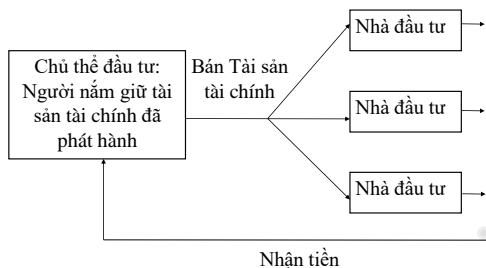 Nhà đầu tư
Chủ thể đầu tư:
Người nắm giữ tài
sản tài chính đã
phát hành
Bán Tài sản
tài chính
Nhà đầu tư
Nhà đầu tư
Nhận tiền